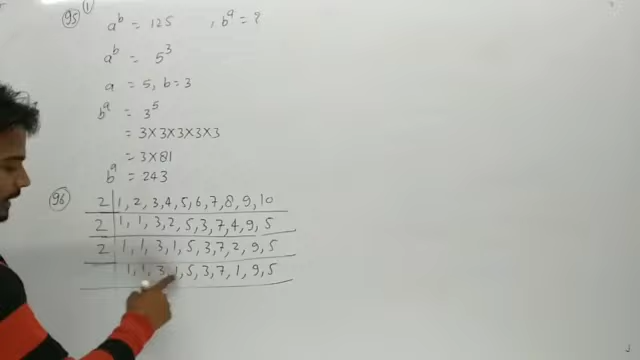 95 1
a^b = 125 , b^a = ?
a^b = 5^3
a = 5, b = 3
b^a = 3^5
= 3×3×3×3×3
= 3×81
b^a = 243
96 2 | 1, 2, 3, 4, 5, 6, 7, 8, 9, 10
2 | 1, 1, 3, 2, 5, 3, 7, 4, 9, 5
2 | 1, 1, 3, 1, 5, 3, 7, 2, 9, 5
1, 1, 3, 1, 5, 3, 7, 1, 9, 5